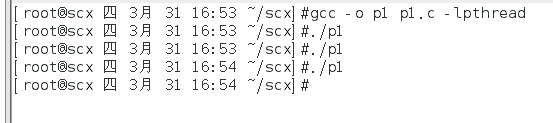 [root@scx 四 3月 31 16:53 ~/scx]#gcc -o p1 p1.c -lpthread
[root@scx 四 3月 31 16:53 ~/scx]#./p1
[root@scx 四 3月 31 16:53 ~/scx]#./p1
[root@scx 四 3月 31 16:54 ~/scx]#./p1
[root@scx 四 3月 31 16:54 ~/scx]#